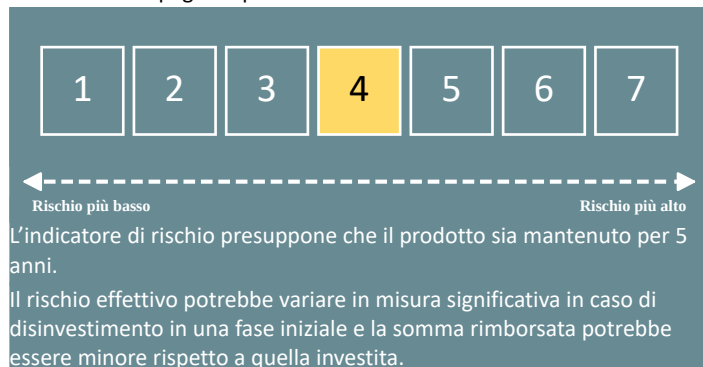 1 2 3 4 5 6 7
Rischio più basso Rischio più alto
L'indicatore di rischio presuppone che il prodotto sia mantenuto per 5
anni.
Il rischio effettivo potrebbe variare in misura significativa in caso di
disinvestimento in una fase iniziale e la somma rimborsata potrebbe
essere minore rispetto a quella investita.